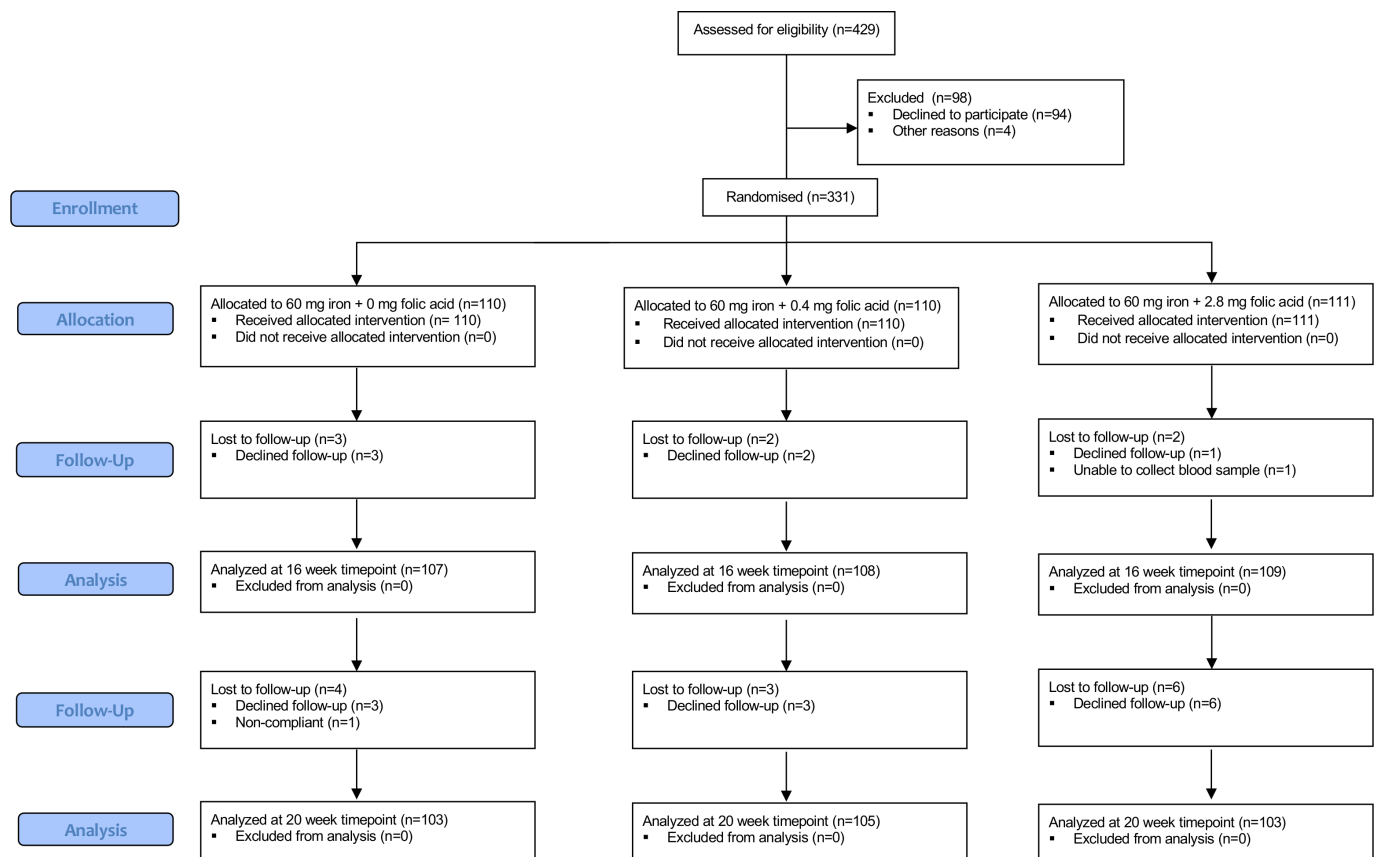 Assessed for eligibility (n=429)
Excluded (n=98)
▪ Declined to participate (n=94)
▪ Other reasons (n=4)
Enrollment
Randomised (n=331)
Allocation
Allocated to 60 mg iron + 0 mg folic acid (n=110)
▪ Received allocated intervention (n= 110)
▪ Did not receive allocated intervention (n=0)
Allocated to 60 mg iron + 0.4 mg folic acid (n=110)
▪ Received allocated intervention (n=110)
▪ Did not receive allocated intervention (n=0)
Allocated to 60 mg iron + 2.8 mg folic acid (n=111)
▪ Received allocated intervention (n=111)
▪ Did not receive allocated intervention (n=0)
Follow-Up
Lost to follow-up (n=3)
▪ Declined follow-up (n=3)
Lost to follow-up (n=2)
▪ Declined follow-up (n=2)
Lost to follow-up (n=2)
▪ Declined follow-up (n=1)
▪ Unable to collect blood sample (n=1)
Analysis
Analyzed at 16 week timepoint (n=107)
▪ Excluded from analysis (n=0)
Analyzed at 16 week timepoint (n=108)
▪ Excluded from analysis (n=0)
Analyzed at 16 week timepoint (n=109)
▪ Excluded from analysis (n=0)
Follow-Up
Lost to follow-up (n=4)
▪ Declined follow-up (n=3)
▪ Non-compliant (n=1)
Lost to follow-up (n=3)
▪ Declined follow-up (n=3)
Lost to follow-up (n=6)
▪ Declined follow-up (n=6)
Analysis
Analyzed at 20 week timepoint (n=103)
▪ Excluded from analysis (n=0)
Analyzed at 20 week timepoint (n=105)
▪ Excluded from analysis (n=0)
Analyzed at 20 week timepoint (n=103)
▪ Excluded from analysis (n=0)